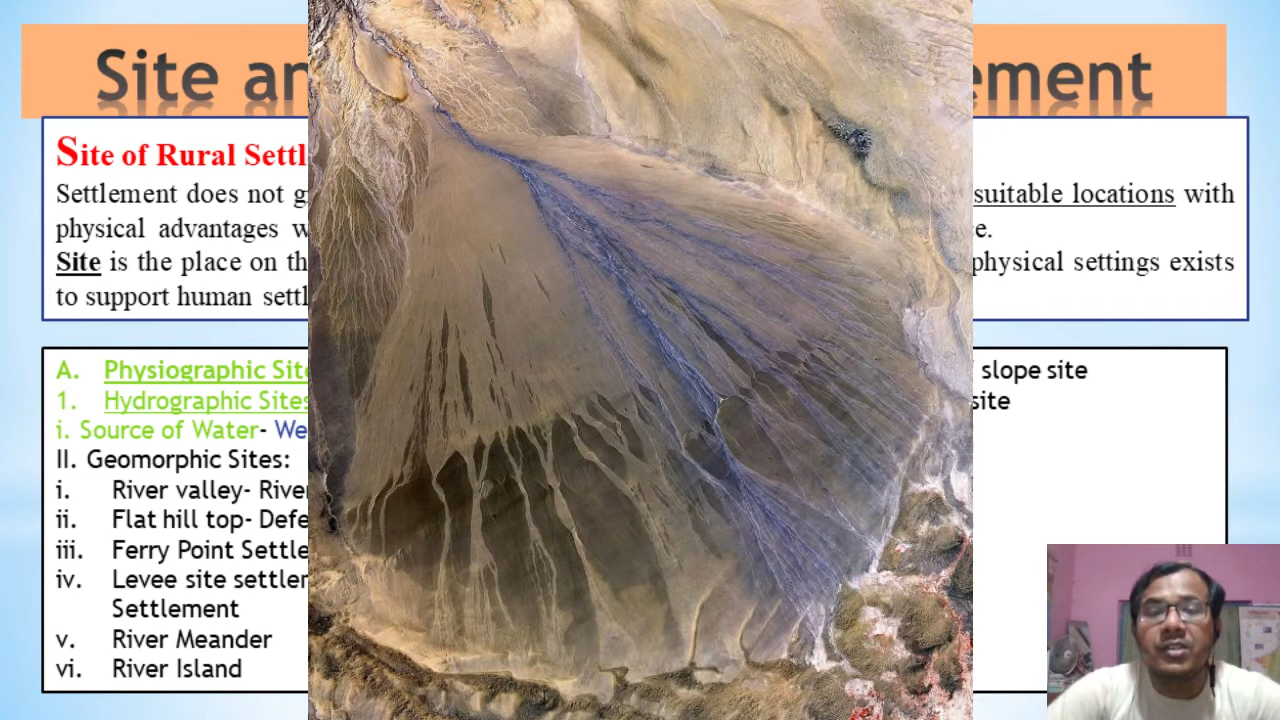 Site an
ement
Site of Rural Settl
Settlement does not g
suitable locations with
physical advantages w
e.
Site is the place on th
physical settings exists
to support human settl
A. Physiographic Sit
1. Hydrographic Sites
i. Source of Water- We
II. Geomorphic Sites:
i. River valley- River
ii. Flat hill top- Defe
iii. Ferry Point Settle
iv. Levee site settler
Settlement
v. River Meander
vi. River Island
slope site
site